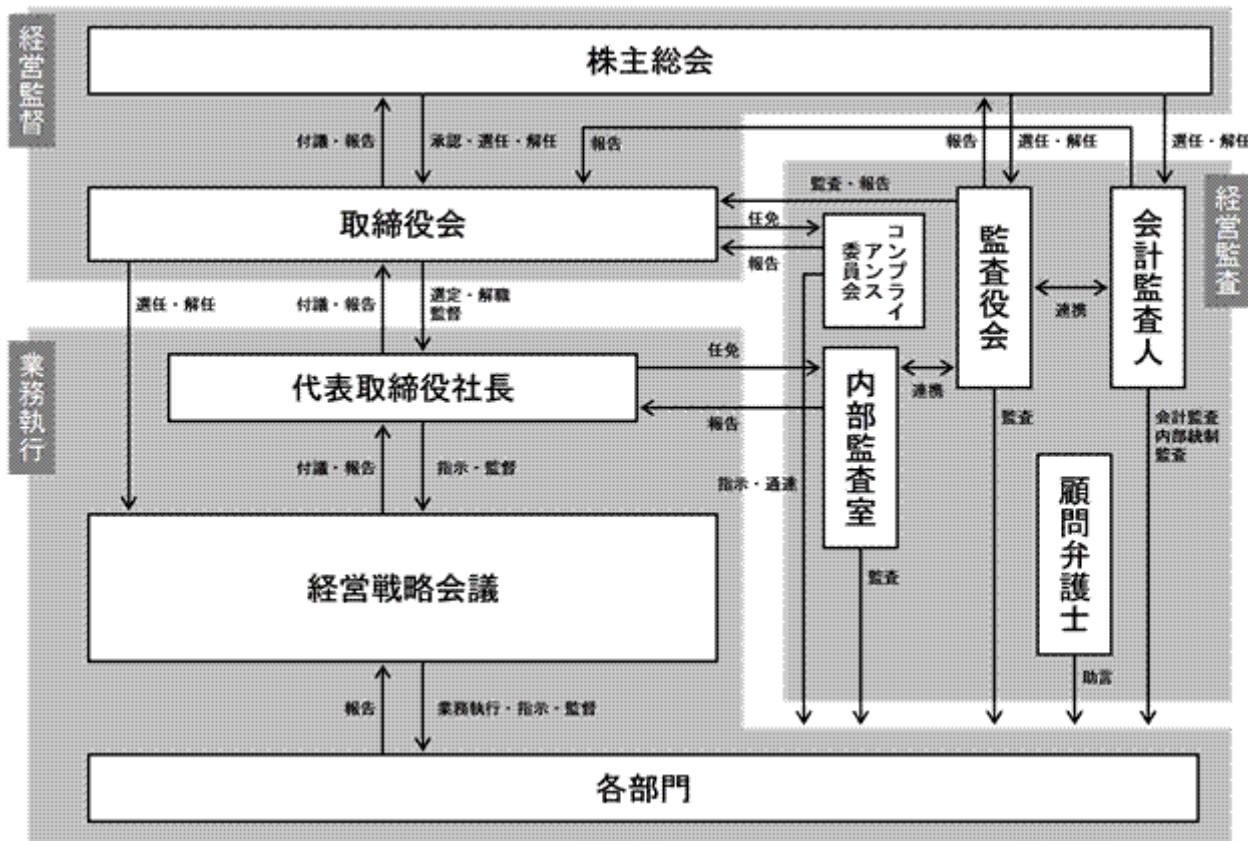 経営監督
株主総会
付議・報告
承認・選任・解任
報告
報告
選任・解任
選任・解任
経営監査
監査・報告
取締役会
任免
報告
コンプライ
アンス
委員会
監査役会
会計監査人
連携
選任・解任
付議・報告
選定・解職
監督
業務執行
代表取締役社長
任免
報告
内部監査室
連携
監査
会計監査
内部統制
監査
付議・報告
指示・監督
指示・通達
顧問弁護士
経営戦略会議
監査
助言
報告
業務執行・指示・監督
各部門